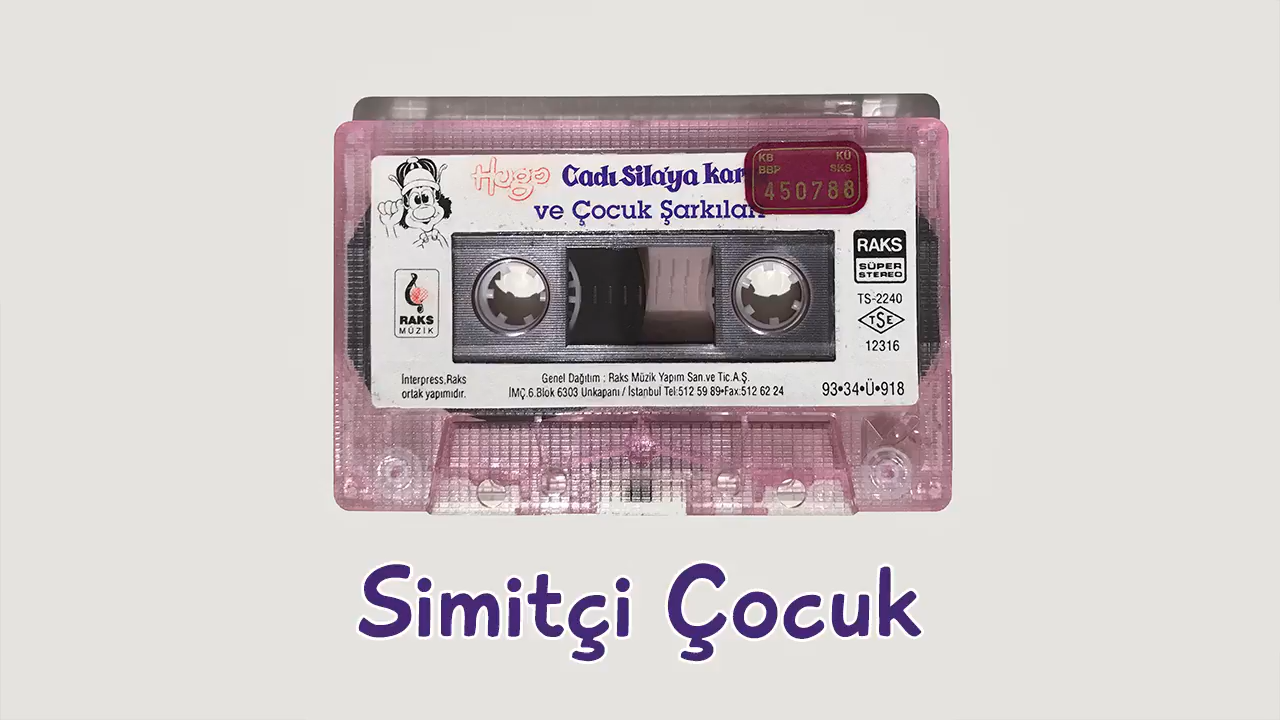 Hugo Cadı Sila'ya kar
ve Çocuk Şarkıları
KB KÜ
BBP SKS
450788
RAKS
SÜPER
STEREO
TS-2240
TSE
12316
RAKS
MÜZİK
İnterpress,Raks
ortak yapımıdır.
Genel Dağıtım : Raks Müzik Yapım San.ve Tic.A.Ş.
İMÇ.6.Blok 6303 Unkapanı / İstanbul Tel:512 59 89•Fax:512 62 24
93•34•Ü•918
Simitçi Çocuk